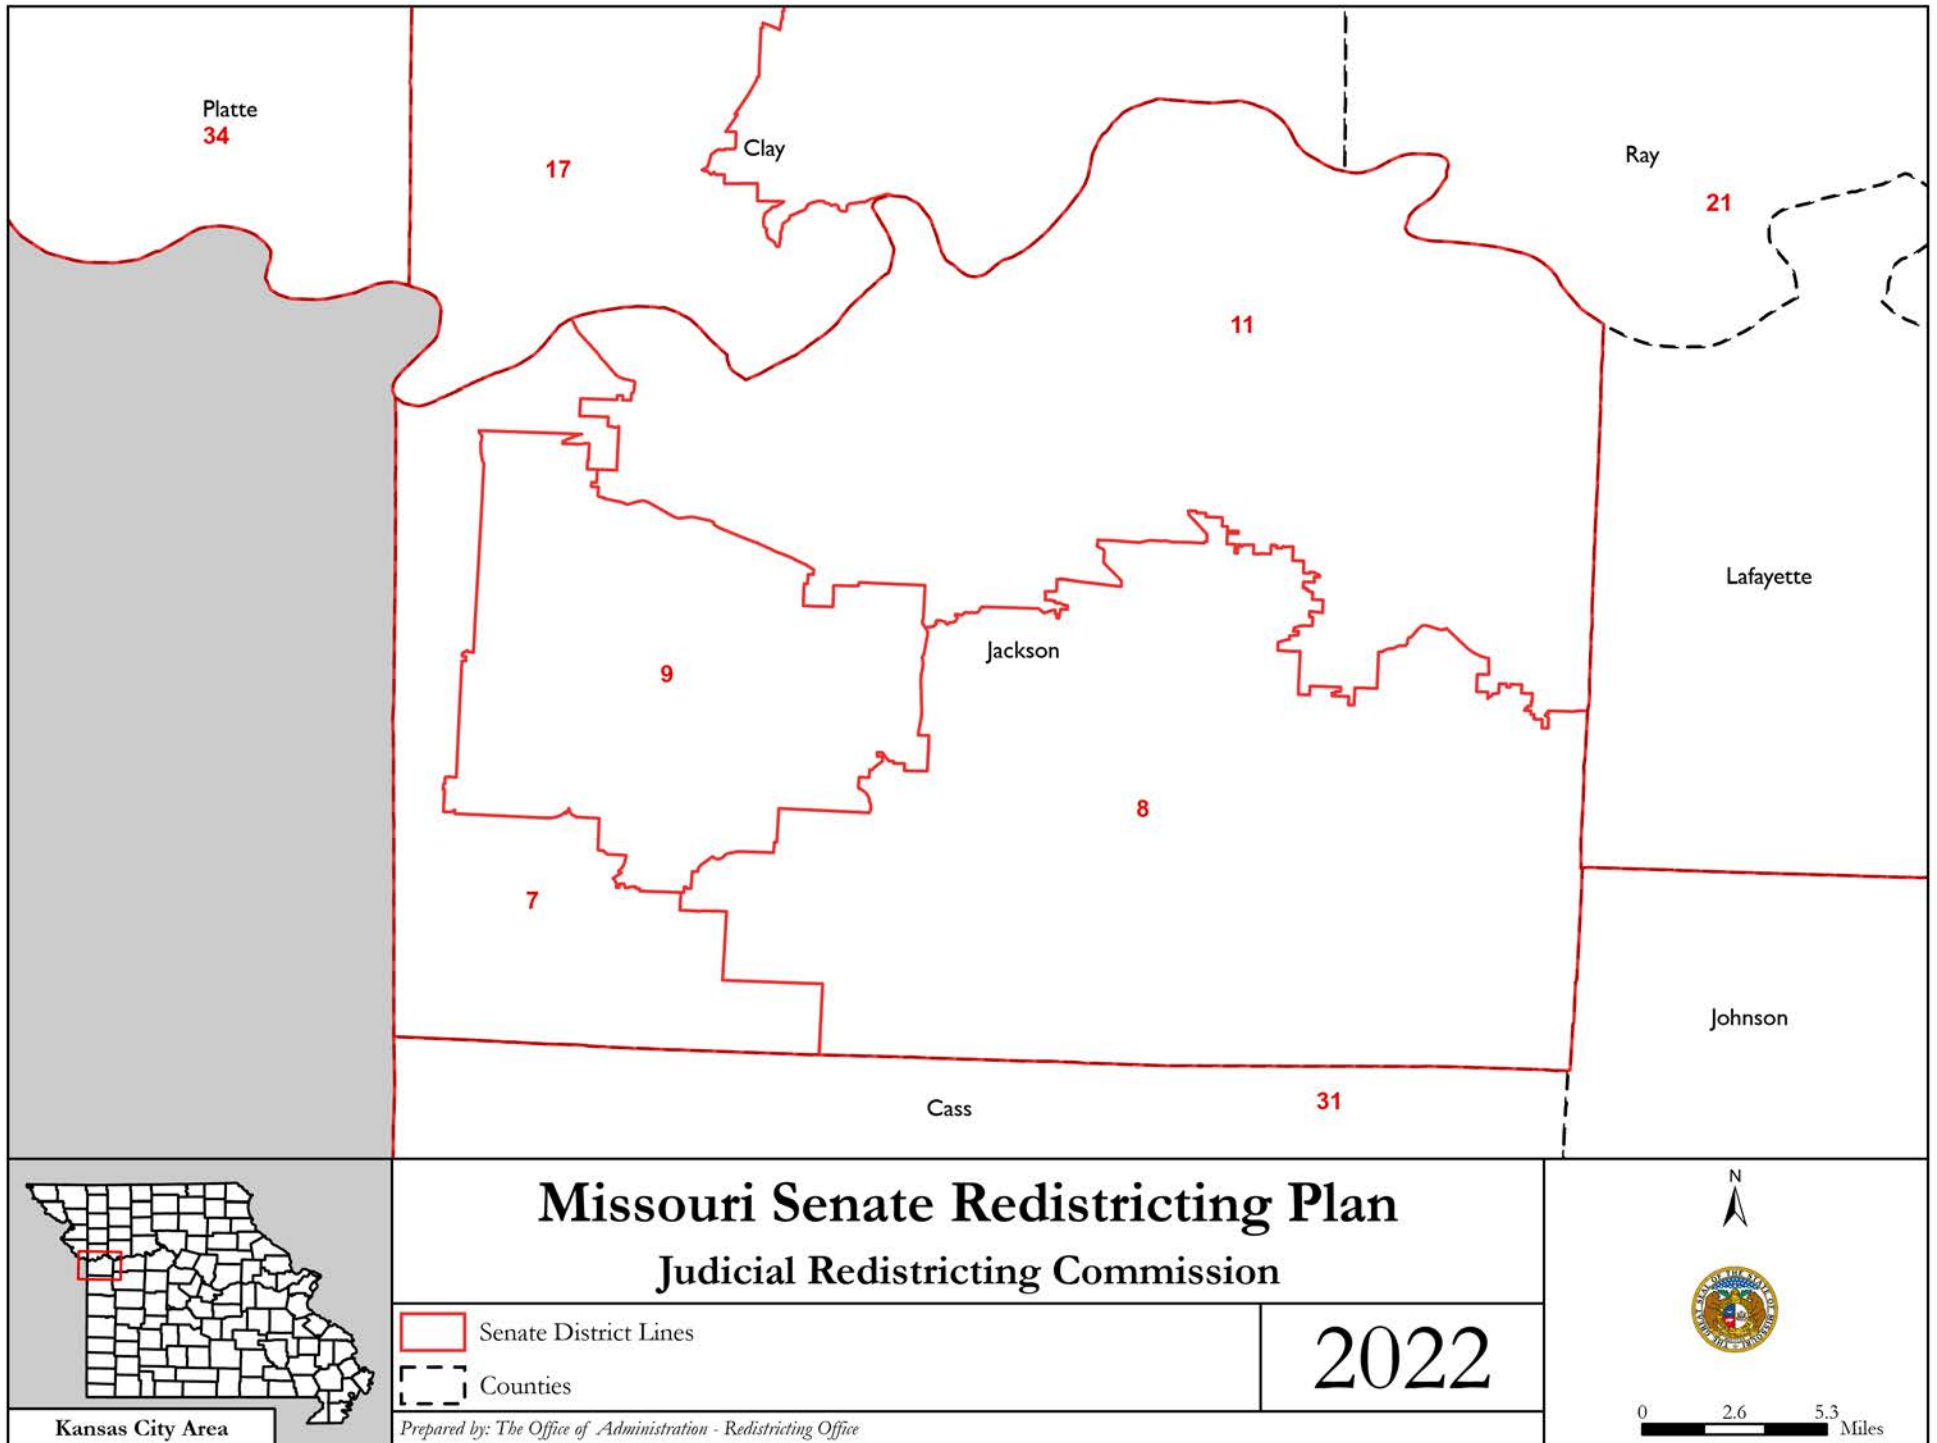 Platte
34
17
Clay
Ray
21
11
Lafayette
Jackson
9
8
7
Johnson
Cass
31
Missouri Senate Redistricting Plan
Judicial Redistricting Commission
Senate District Lines
Counties
2022
Prepared by: The Office of Administration - Redistricting Office
Kansas City Area
N
0 2.6 5.3
Miles